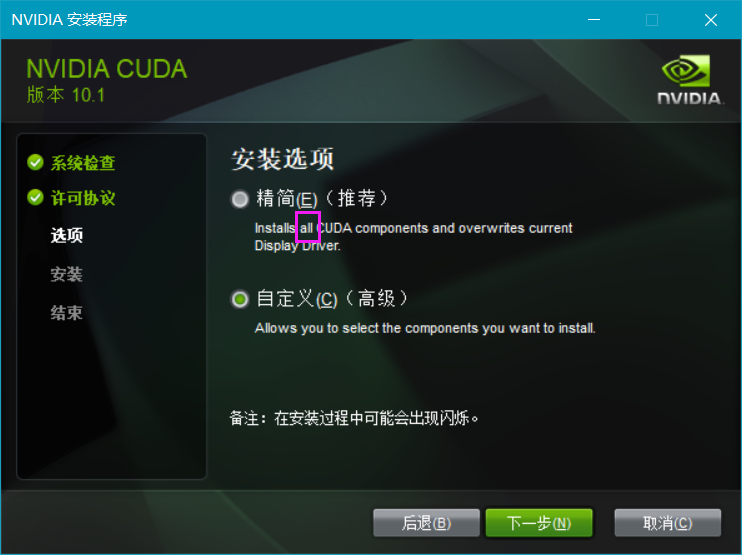 NVIDIA 安装程序
NVIDIA CUDA
版本 10.1
NVIDIA.
系统检查
许可协议
选项
安装
结束
安装选项
精简(E)（推荐）
Installs all CUDA components and overwrites current
Display Driver.
自定义(C)（高级）
Allows you to select the components you want to install.
备注：在安装过程中可能会出现闪烁。
后退(B)
下一步(N)
取消(C)